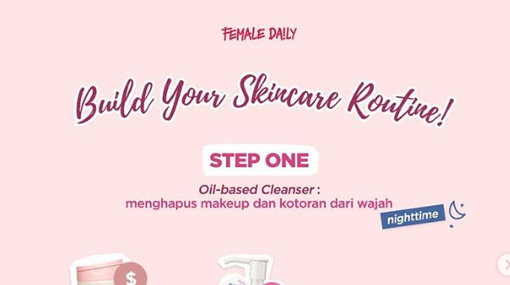 FEMALE DAILY
Build Your Skincare Routine!
STEP ONE
Oil-based Cleanser :
menghapus makeup dan kotoran dari wajah
nighttime
$